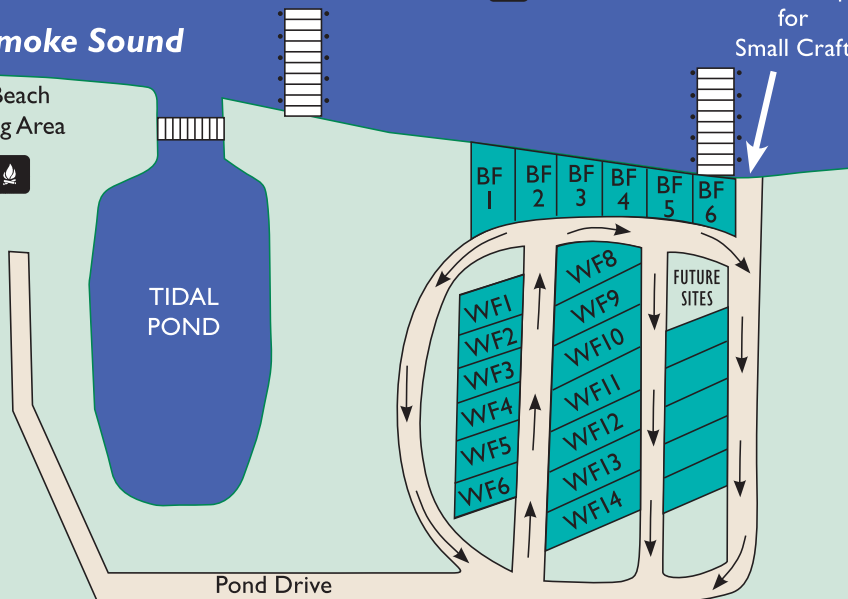 moke Sound
for
Small Craft
Beach
g Area
BF
1
BF
2
BF
3
BF
4
BF
5
BF
6
TIDAL
POND
WF1
WF2
WF3
WF4
WF5
WF6
WF8
WF9
WF10
WF11
WF12
WF13
WF14
FUTURE
SITES
Pond Drive